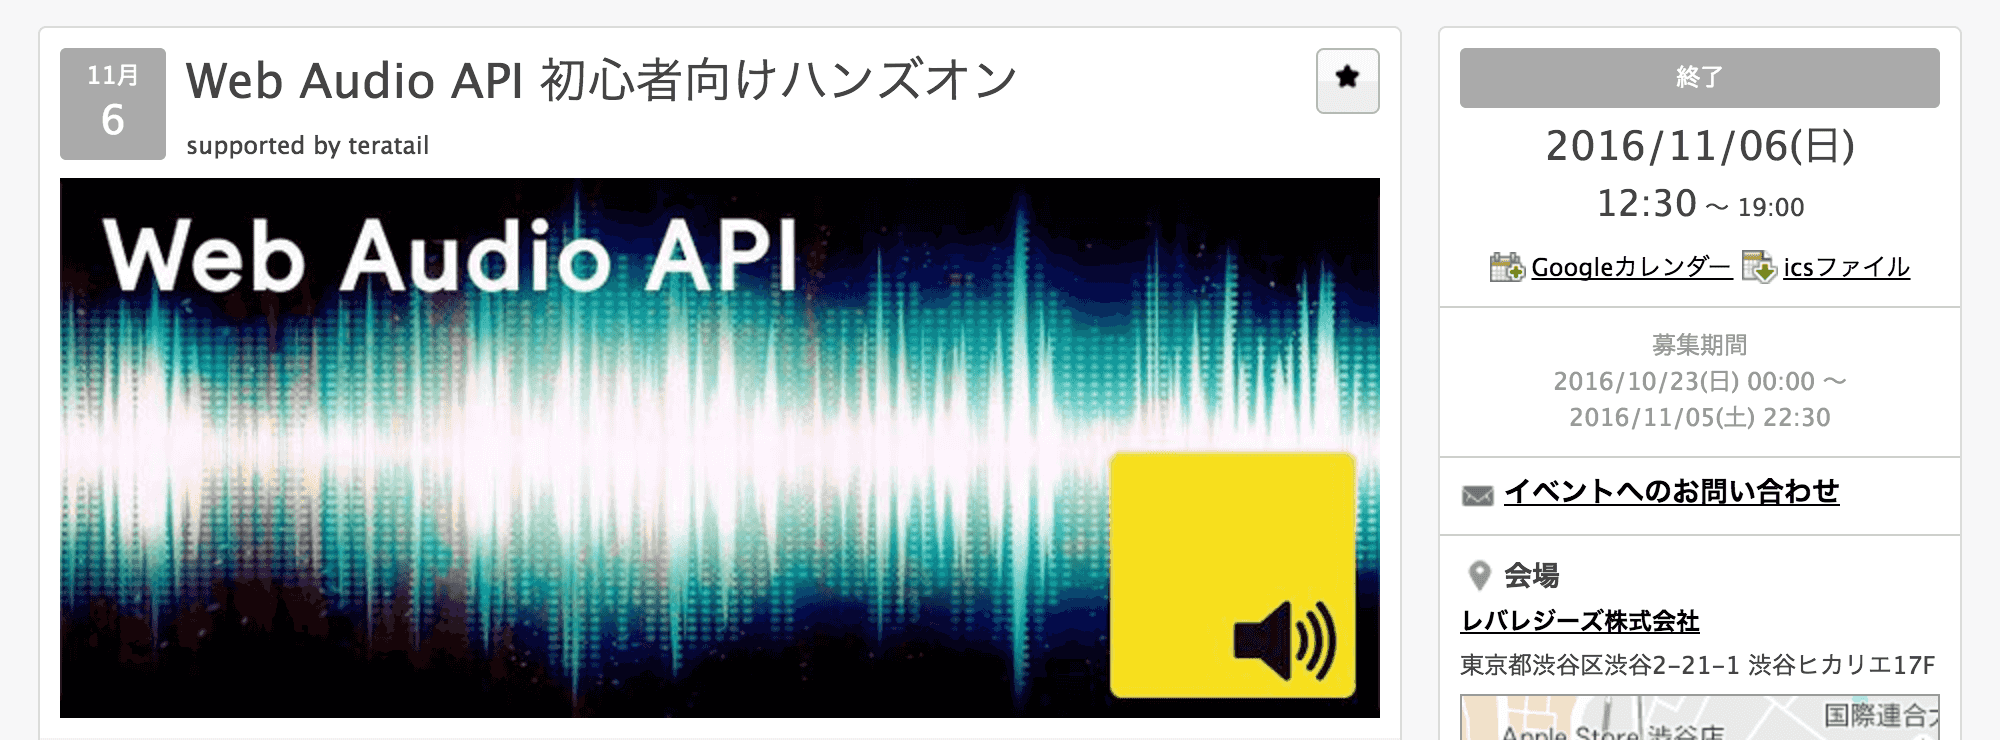 11月
6
Web Audio API 初心者向けハンズオン
supported by teratail
Web Audio API
終了
2016/11/06(日)
12:30 ～ 19:00
Googleカレンダー icsファイル
募集期間
2016/10/23(日) 00:00 ～
2016/11/05(土) 22:30
イベントへのお問い合わせ
会場
レバレジーズ株式会社
東京都渋谷区渋谷2-21-1 渋谷ヒカリエ17F
国際連合大
Apple Store 渋谷店